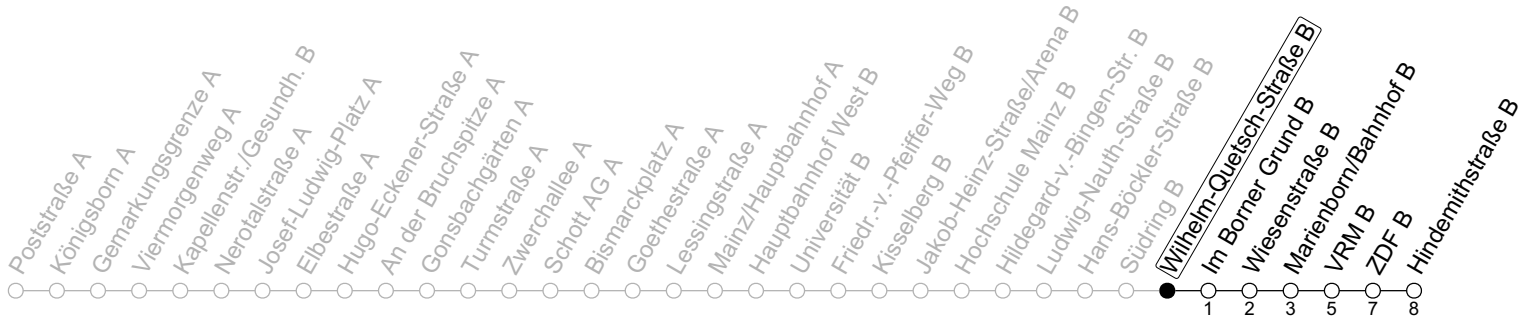 Poststraße A
Königsborn A
Gemarkungsgrenze A
Viermorgenweg A
Kapellenstr./Gesundh. B
Nerotalstraße A
Josef-Ludwig-Platz A
Elbestraße A
Hugo-Eckener-Straße A
An der Bruchspitze A
Gonsbachgärten A
Turmstraße A
Zwerchallee A
Schott AG A
Bismarckplatz A
Goethestraße A
Lessingstraße A
Mainz/Hauptbahnhof A
Hauptbahnhof West B
Universität B
Friedr.-v.-Pfeiffer-Weg B
Kisselberg B
Jakob-Heinz-Straße/Arena B
Hochschule Mainz B
Hildegard-v.-Bingen-Str. B
Ludwig-Nauth-Straße B
Hans-Böckler-Straße B
Südring B
Wilhelm-Quetsch-Straße B
Im Borner Grund B
Wiesenstraße B
Marienborn/Bahnhof B
VRM B
ZDF B
Hindemithstraße B
1 2 3 5 7 8